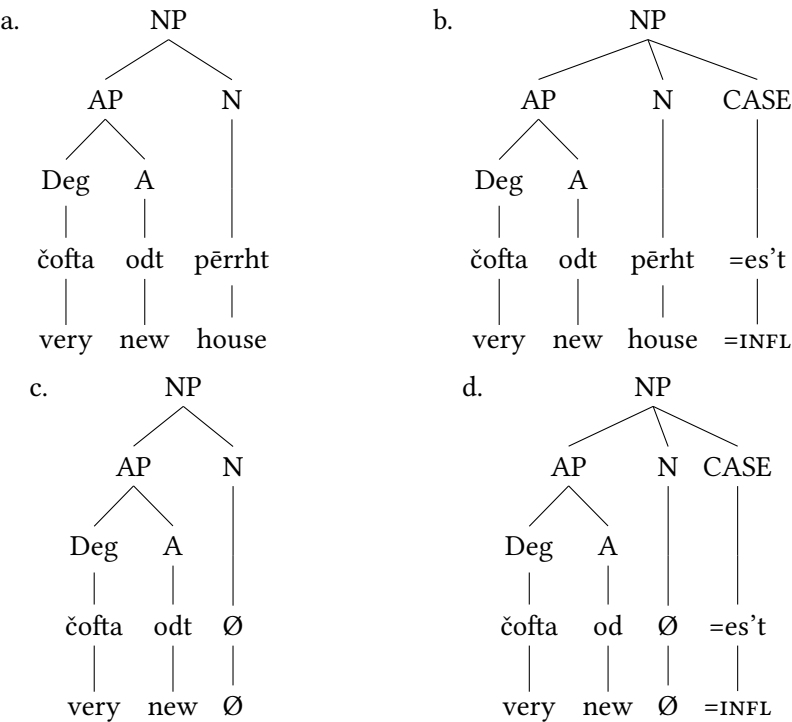 a. NP
AP N
Deg A
čofta odt pērrht
very new house
b. NP
AP N CASE
Deg A
čofta odt pērht =es't
very new house =INFL
c. NP
AP N
Deg A
čofta odt Ø
very new Ø
d. NP
AP N CASE
Deg A
čofta od Ø =es't
very new Ø =INFL